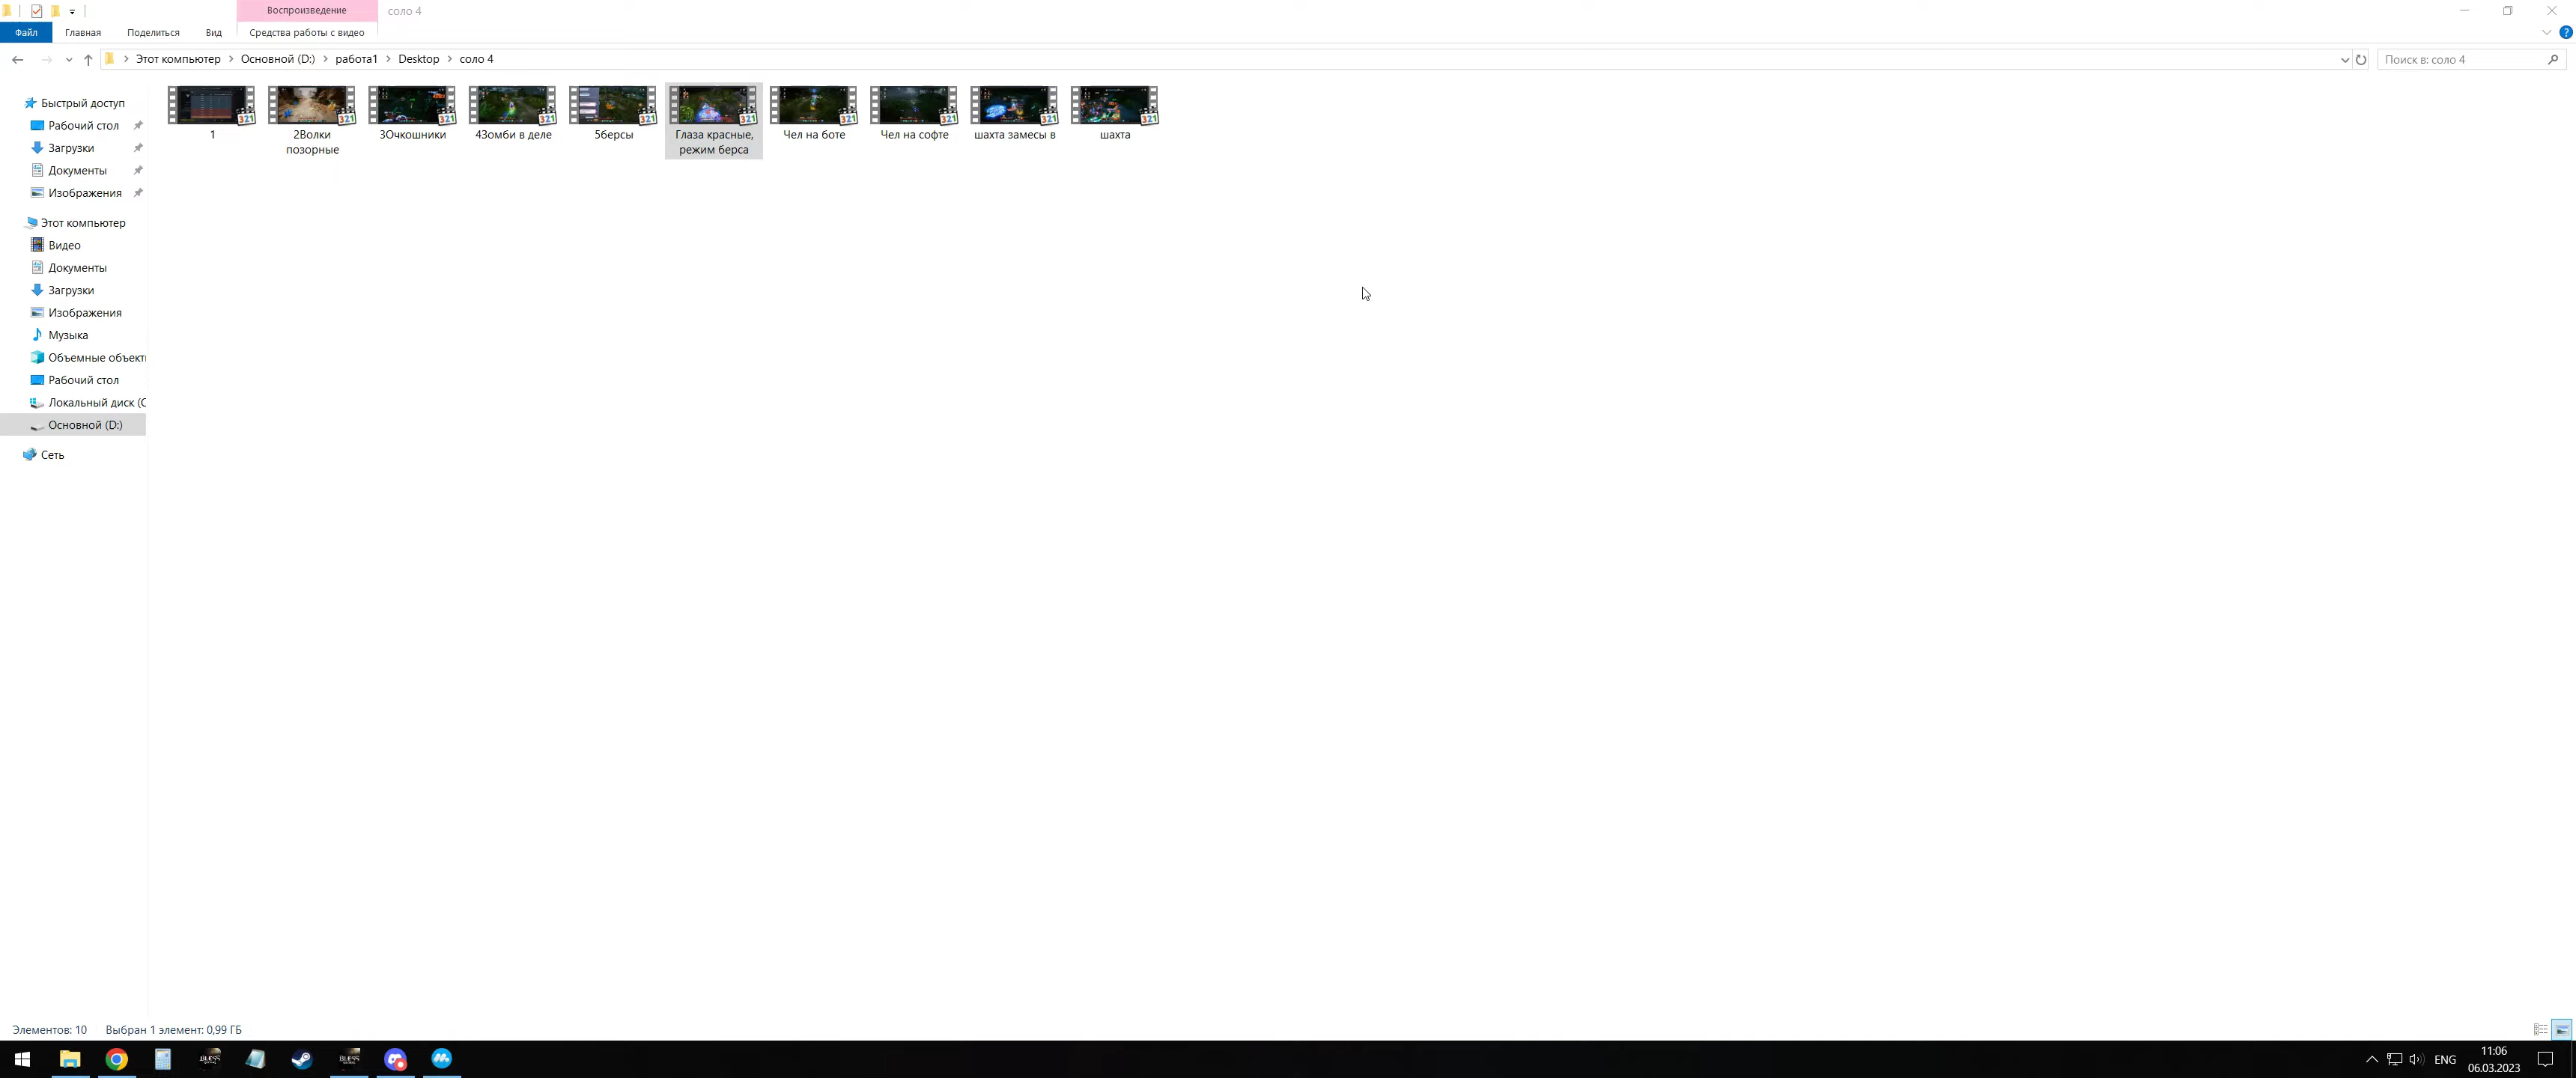 Воспроизведение
соло 4
Файл
Главная
Поделиться
Вид
Средства работы с видео
Этот компьютер
Основной (D:)
работа1
Desktop
соло 4
Поиск в: соло 4
Быстрый доступ
Рабочий стол
Загрузки
Документы
Изображения
Этот компьютер
Видео
Документы
Загрузки
Изображения
Музыка
Объемные объект
Рабочий стол
Локальный диск (C
Основной (D:)
Сеть
1
2Волки
позорные
3Очкошники
4Зомби в деле
5берсы
Глаза красные,
режим берса
Чел на боте
Чел на софте
шахта замесы в
шахта
Элементов: 10
Выбран 1 элемент: 0,99 ГБ
BLESS
BLESS
ENG
11:06
06.03.2023